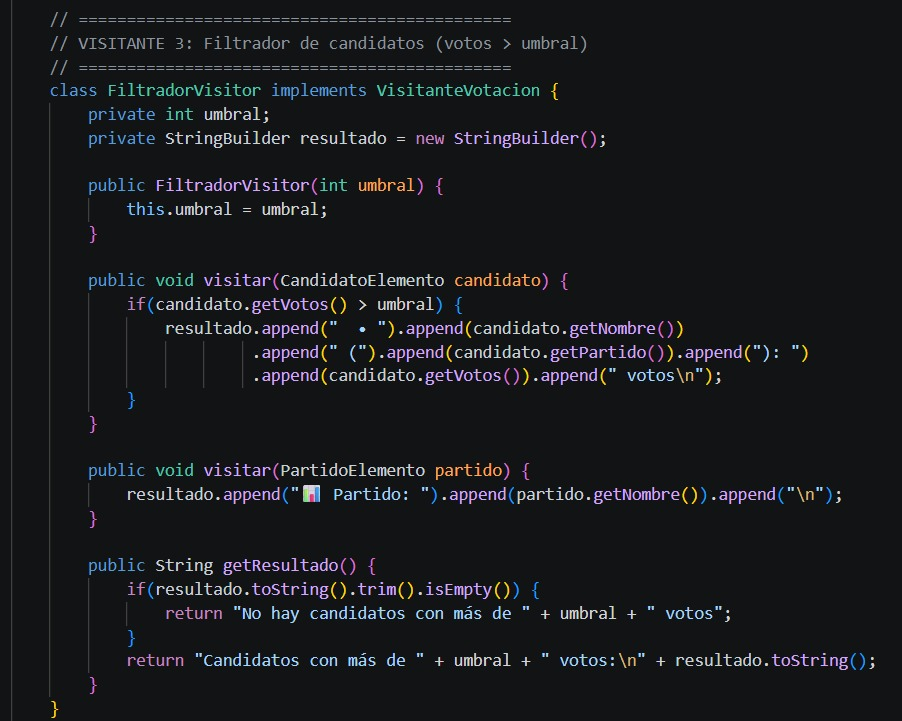 // =============================================
// VISITANTE 3: Filtrador de candidatos (votos > umbral)
// =============================================
class FiltradorVisitor implements VisitanteVotacion {
    private int umbral;
    private StringBuilder resultado = new StringBuilder();

    public FiltradorVisitor(int umbral) {
        this.umbral = umbral;
    }

    public void visitar(CandidatoElemento candidato) {
        if(candidato.getVotos() > umbral) {
            resultado.append("  • ").append(candidato.getNombre())
                     .append(" (").append(candidato.getPartido()).append("): ")
                     .append(candidato.getVotos()).append(" votos\n");
        }
    }

    public void visitar(PartidoElemento partido) {
        resultado.append("📊 Partido: ").append(partido.getNombre()).append("\n");
    }

    public String getResultado() {
        if(resultado.toString().trim().isEmpty()) {
            return "No hay candidatos con más de " + umbral + " votos";
        }
        return "Candidatos con más de " + umbral + " votos:\n" + resultado.toString();
    }
}